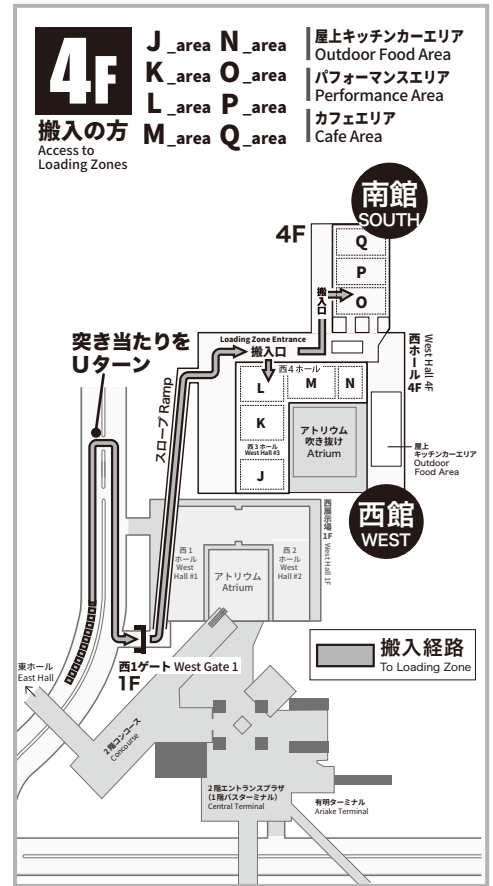 4F
搬入の方
Access to
Loading Zones
J_area N_area
K_area O_area
L_area P_area
M_area Q_area
屋上キッチンカーエリア
Outdoor Food Area
パフォーマンスエリア
Performance Area
カフェエリア
Cafe Area
南館
SOUTH
4F
Q
P
O
搬入口
突き当たりを
Uターン
Loading Zone Entrance
搬入口
スロープ Ramp
西4ホール
L
M
N
K
西3ホール
West Hall #3
J
アトリウム
吹き抜け
Atrium
西ホール4F
West Hall 4F
屋上
キッチンカーエリア
Outdoor
Food Area
西館
WEST
西展示場1F West Hall 1F
西1
ホール
West
Hall #1
アトリウム
Atrium
西2
ホール
West
Hall #2
西1ゲート West Gate 1
1F
搬入経路
To Loading Zone
東ホール
East Hall
2階コンコース
Concourse
2階エントランスプラザ
(1階バスターミナル)
Central Terminal
有明ターミナル
Ariake Terminal